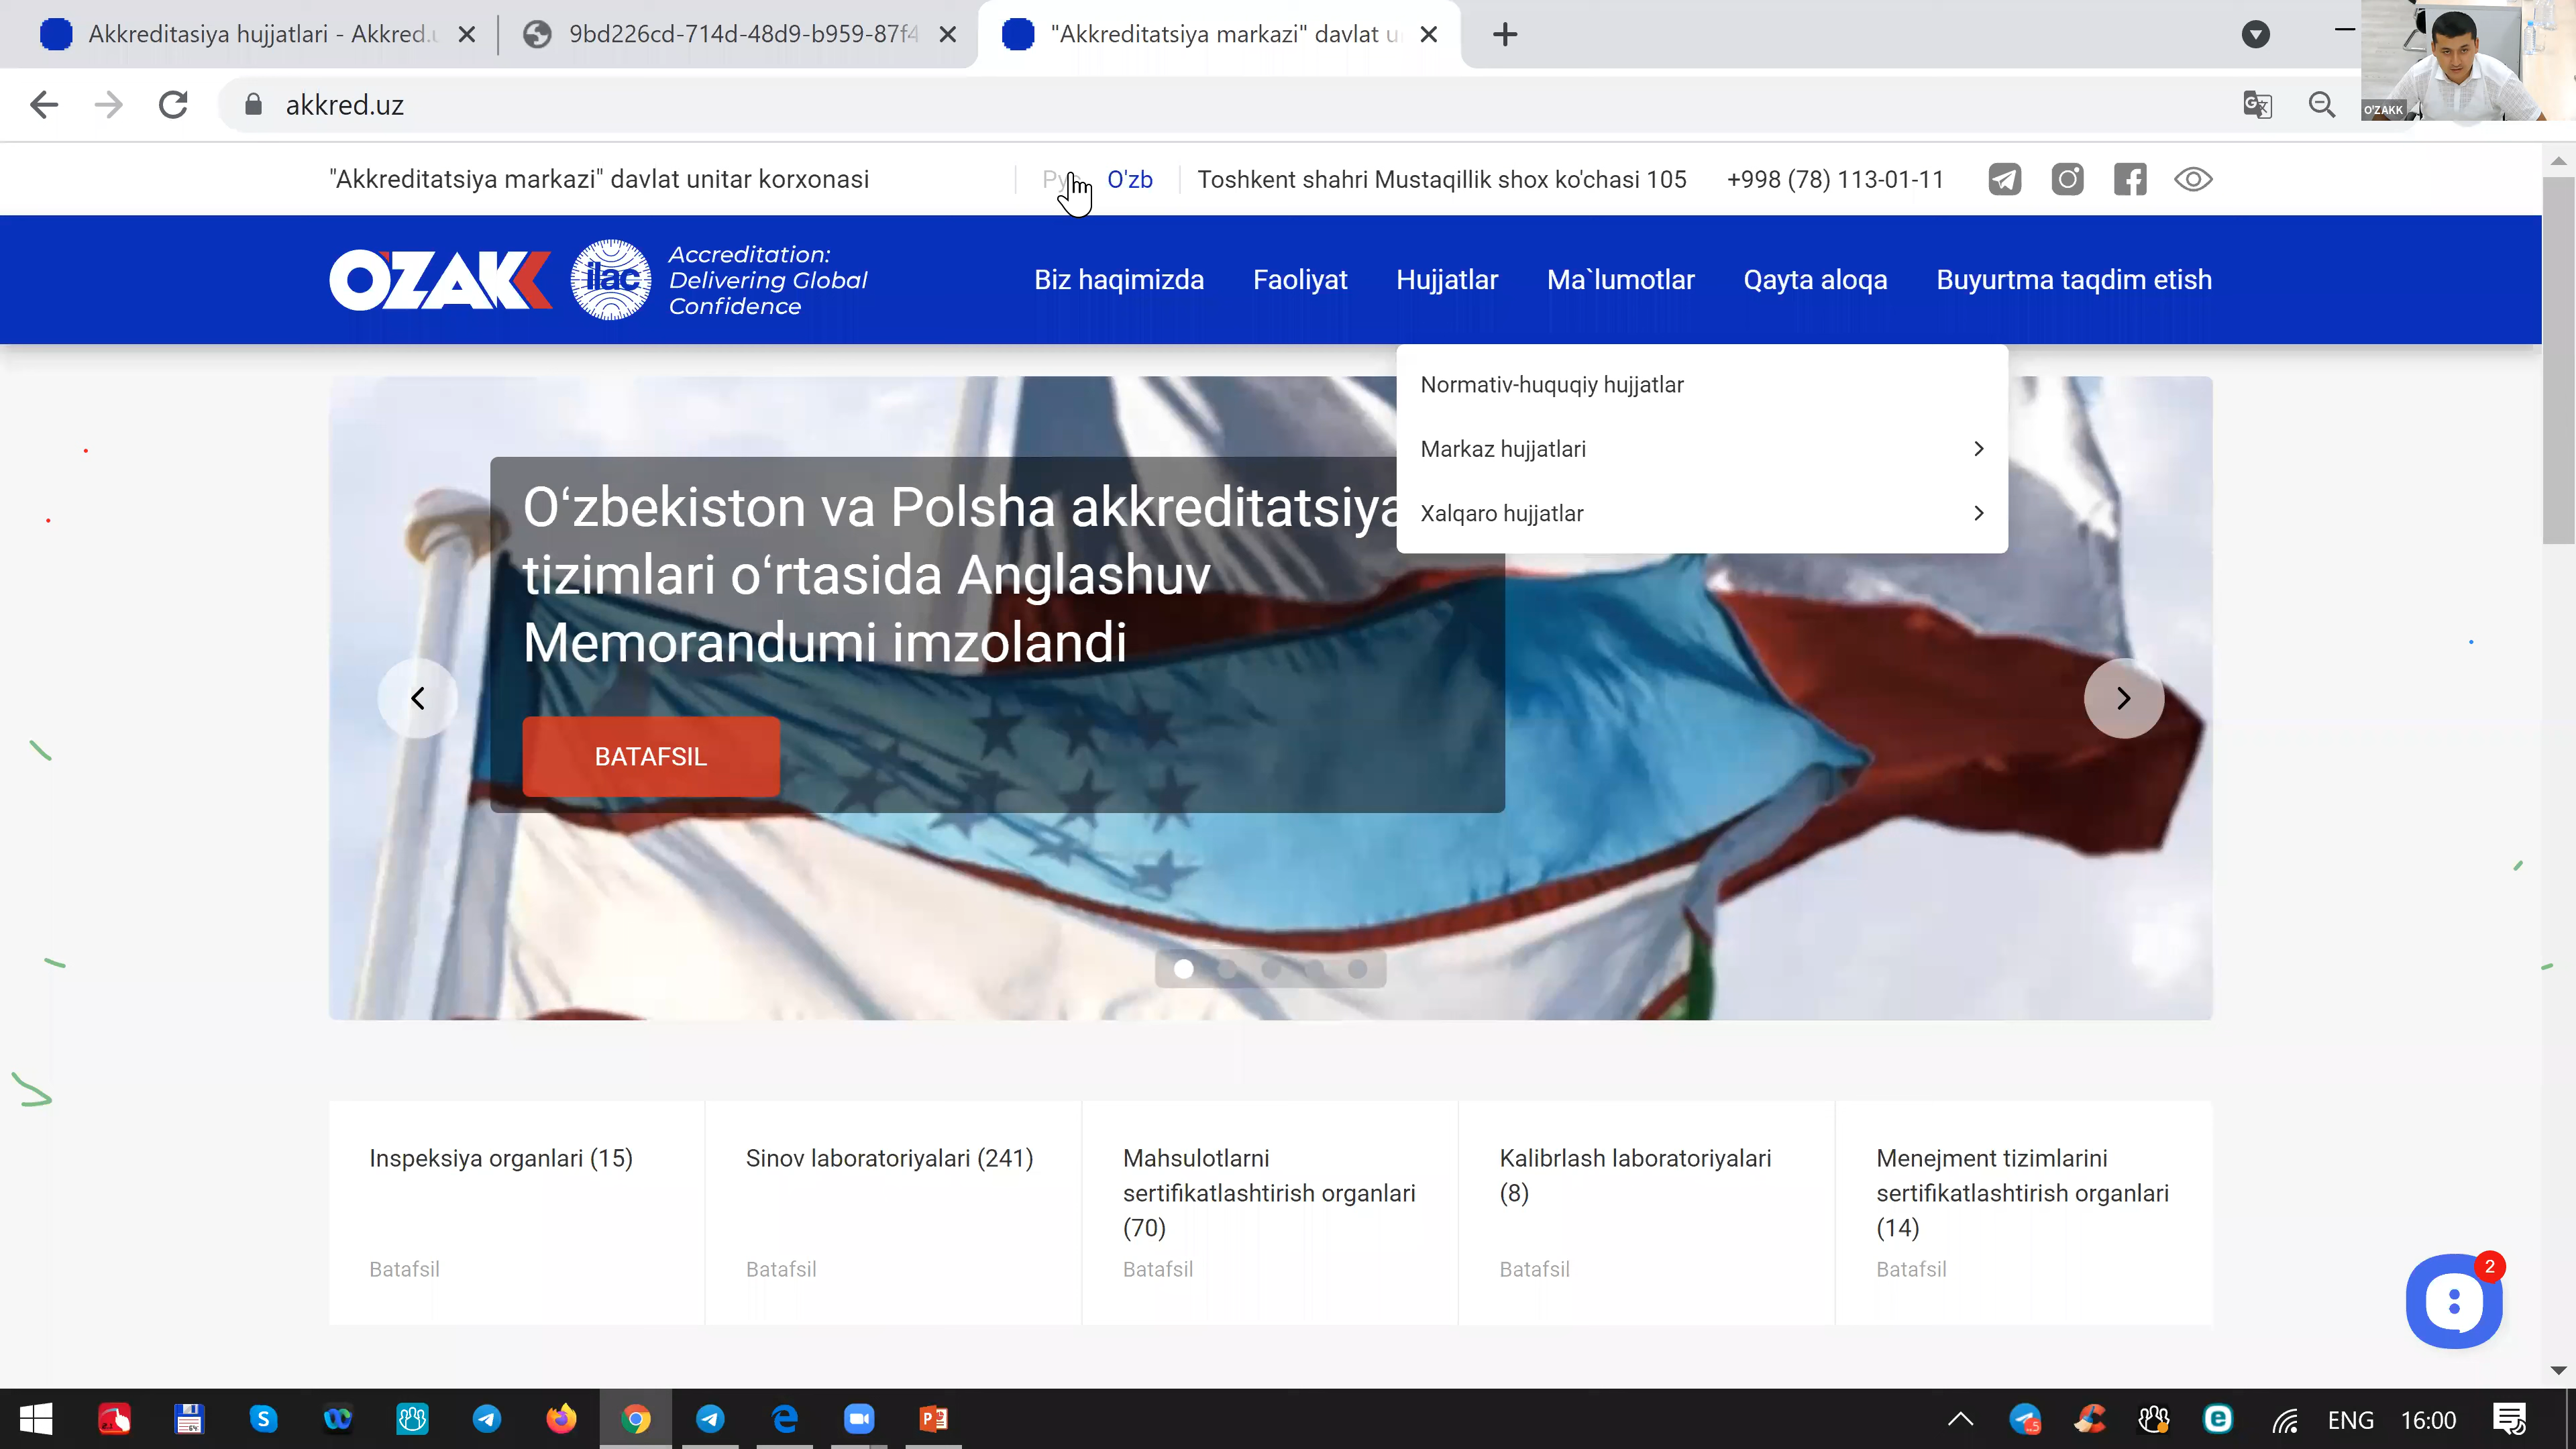 Akkreditasiya hujjatlari - Akkred.u
9bd226cd-714d-48d9-b959-87f4
"Akkreditatsiya markazi" davlat u
akkred.uz
O'ZAKK
"Akkreditatsiya markazi" davlat unitar korxonasi
O'zb
Toshkent shahri Mustaqillik shox ko'chasi 105
+998 (78) 113-01-11
O'ZAKK
ilac
Accreditation:
Delivering Global
Confidence
Biz haqimizda
Faoliyat
Hujjatlar
Ma`lumotlar
Qayta aloqa
Buyurtma taqdim etish
Normativ-huquqiy hujjatlar
Markaz hujjatlari
Xalqaro hujjatlar
O‘zbekiston va Polsha akkreditatsiya
tizimlari o‘rtasida Anglashuv
Memorandumi imzolandi
BATAFSIL
Inspeksiya organlari (15)
Batafsil
Sinov laboratoriyalari (241)
Batafsil
Mahsulotlarni
sertifikatlashtirish organlari
(70)
Batafsil
Kalibrlash laboratoriyalari
(8)
Batafsil
Menejment tizimlarini
sertifikatlashtirish organlari
(14)
Batafsil
2
ENG
16:00